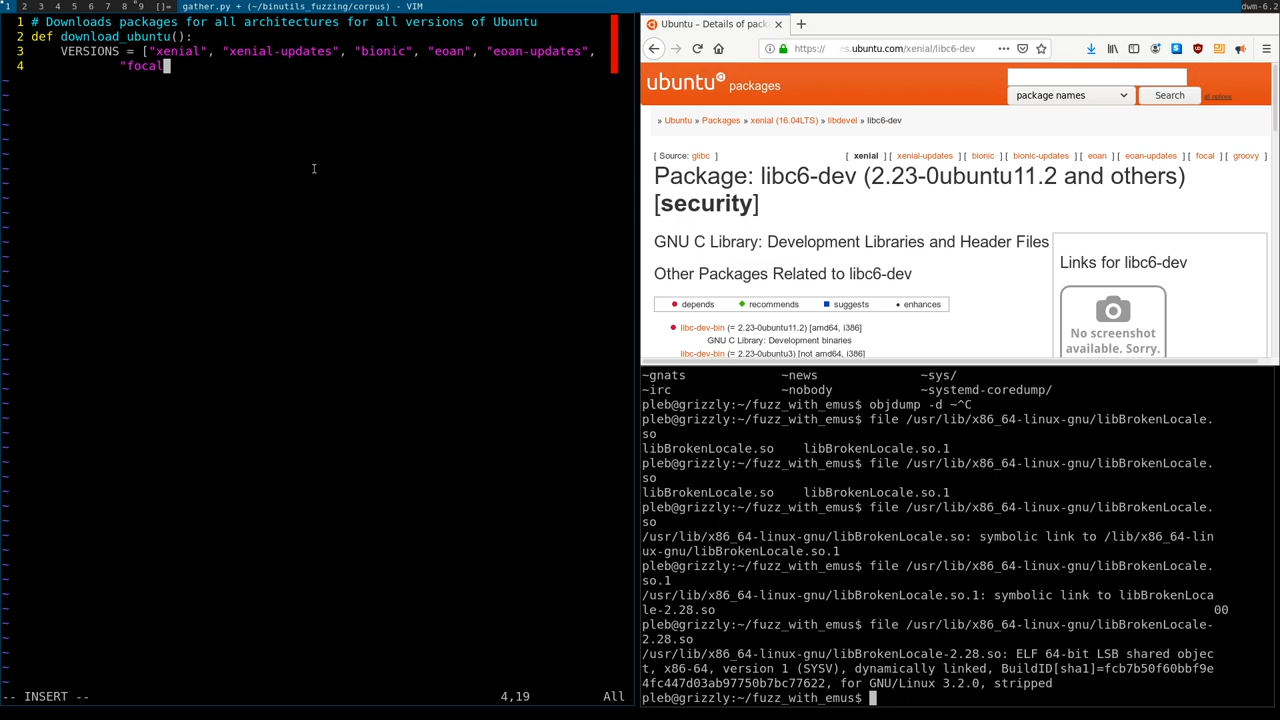 1 2 3 4 5 6 7 8 9 []= gather.py + (~/binutils_fuzzing/corpus) - VIM
dwm-6.2
1 # Downloads packages for all architectures for all versions of Ubuntu
2 def download_ubuntu():
3 VERSIONS = ["xenial", "xenial-updates", "bionic", "eoan", "eoan-updates",
4 "focal
-- INSERT -- 4,19 All
Ubuntu – Details of pack
https:// es.ubuntu.com/xenial/libc6-dev
ubuntu packages
package names Search all options
» Ubuntu » Packages » xenial (16.04LTS) » libdevel » libc6-dev
[ Source: glibc ] [ xenial ] [ xenial-updates ] [ bionic ] [ bionic-updates ] [ eoan ] [ eoan-updates ] [ focal ] [ groovy ]
Package: libc6-dev (2.23-0ubuntu11.2 and others)
[security]
GNU C Library: Development Libraries and Header Files
Links for libc6-dev
Other Packages Related to libc6-dev
depends recommends suggests enhances
libc-dev-bin (= 2.23-0ubuntu11.2) [amd64, i386]
GNU C Library: Development binaries
libc-dev-bin (= 2.23-0ubuntu3) [not amd64, i386]
No screenshot
available. Sorry.
~gnats ~news ~sys/
~irc ~nobody ~systemd-coredump/
pleb@grizzly:~/fuzz_with_emus$ objdump -d ~^C
pleb@grizzly:~/fuzz_with_emus$ file /usr/lib/x86_64-linux-gnu/libBrokenLocale.
so
libBrokenLocale.so libBrokenLocale.so.1
pleb@grizzly:~/fuzz_with_emus$ file /usr/lib/x86_64-linux-gnu/libBrokenLocale.
so
libBrokenLocale.so libBrokenLocale.so.1
pleb@grizzly:~/fuzz_with_emus$ file /usr/lib/x86_64-linux-gnu/libBrokenLocale.
so
/usr/lib/x86_64-linux-gnu/libBrokenLocale.so: symbolic link to /lib/x86_64-lin
ux-gnu/libBrokenLocale.so.1
pleb@grizzly:~/fuzz_with_emus$ file /usr/lib/x86_64-linux-gnu/libBrokenLocale.
so.1
/usr/lib/x86_64-linux-gnu/libBrokenLocale.so.1: symbolic link to libBrokenLoca
le-2.28.so 00
pleb@grizzly:~/fuzz_with_emus$ file /usr/lib/x86_64-linux-gnu/libBrokenLocale-
2.28.so
/usr/lib/x86_64-linux-gnu/libBrokenLocale-2.28.so: ELF 64-bit LSB shared objec
t, x86-64, version 1 (SYSV), dynamically linked, BuildID[sha1]=fcb7b50f60bbf9e
4fc447d03ab97750b7bc77622, for GNU/Linux 3.2.0, stripped
pleb@grizzly:~/fuzz_with_emus$